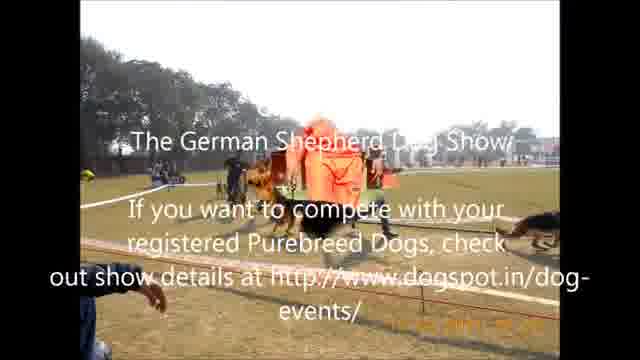 The German Shepherd Dog Show/
If you want to compete with your
registered Purebreed Dogs, check
out show details at http://www.dogspot.in/dog-
events/